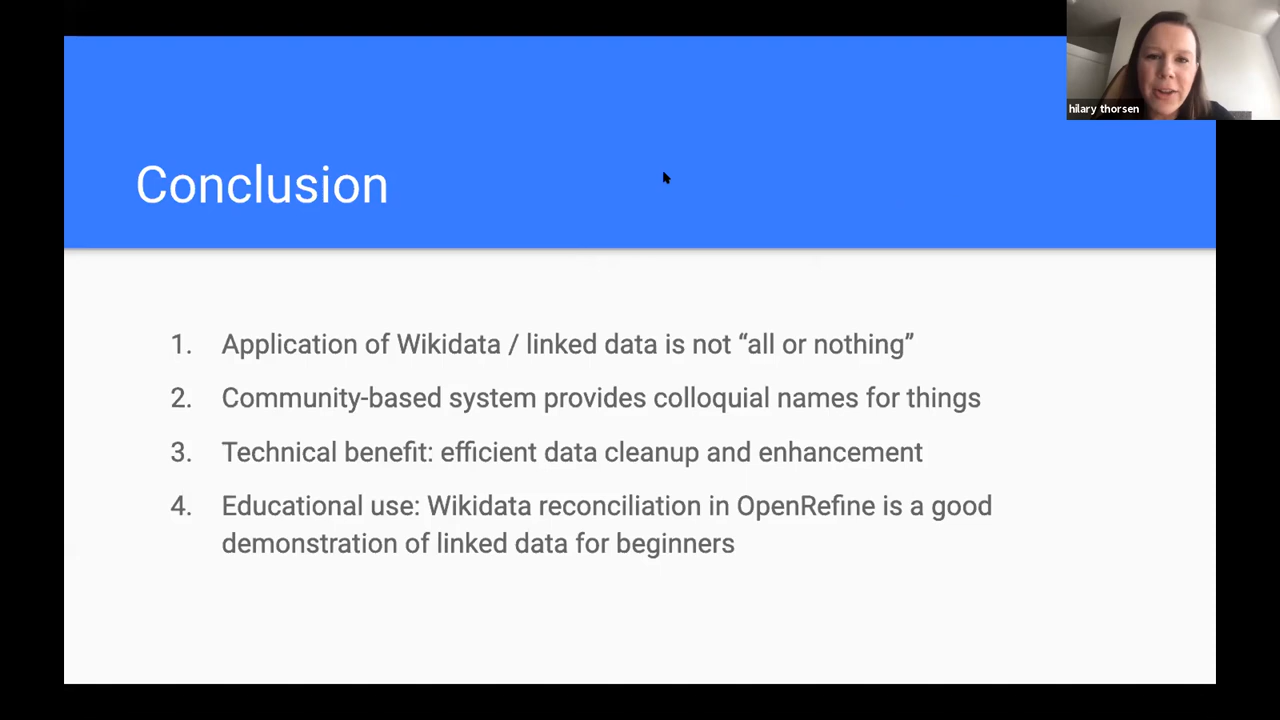 hilary thorsen
Conclusion
1. Application of Wikidata / linked data is not “all or nothing”
2. Community-based system provides colloquial names for things
3. Technical benefit: efficient data cleanup and enhancement
4. Educational use: Wikidata reconciliation in OpenRefine is a good
demonstration of linked data for beginners